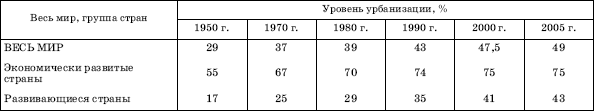 Весь мир, группа стран
Уровень урбанизации, %
1950 г. 1970 г. 1980 г. 1990 г. 2000 г. 2005 г.
ВЕСЬ МИР 29 37 39 43 47,5 49
Экономически развитые
страны 55 67 70 74 75 75
Развивающиеся страны 17 25 29 35 41 43